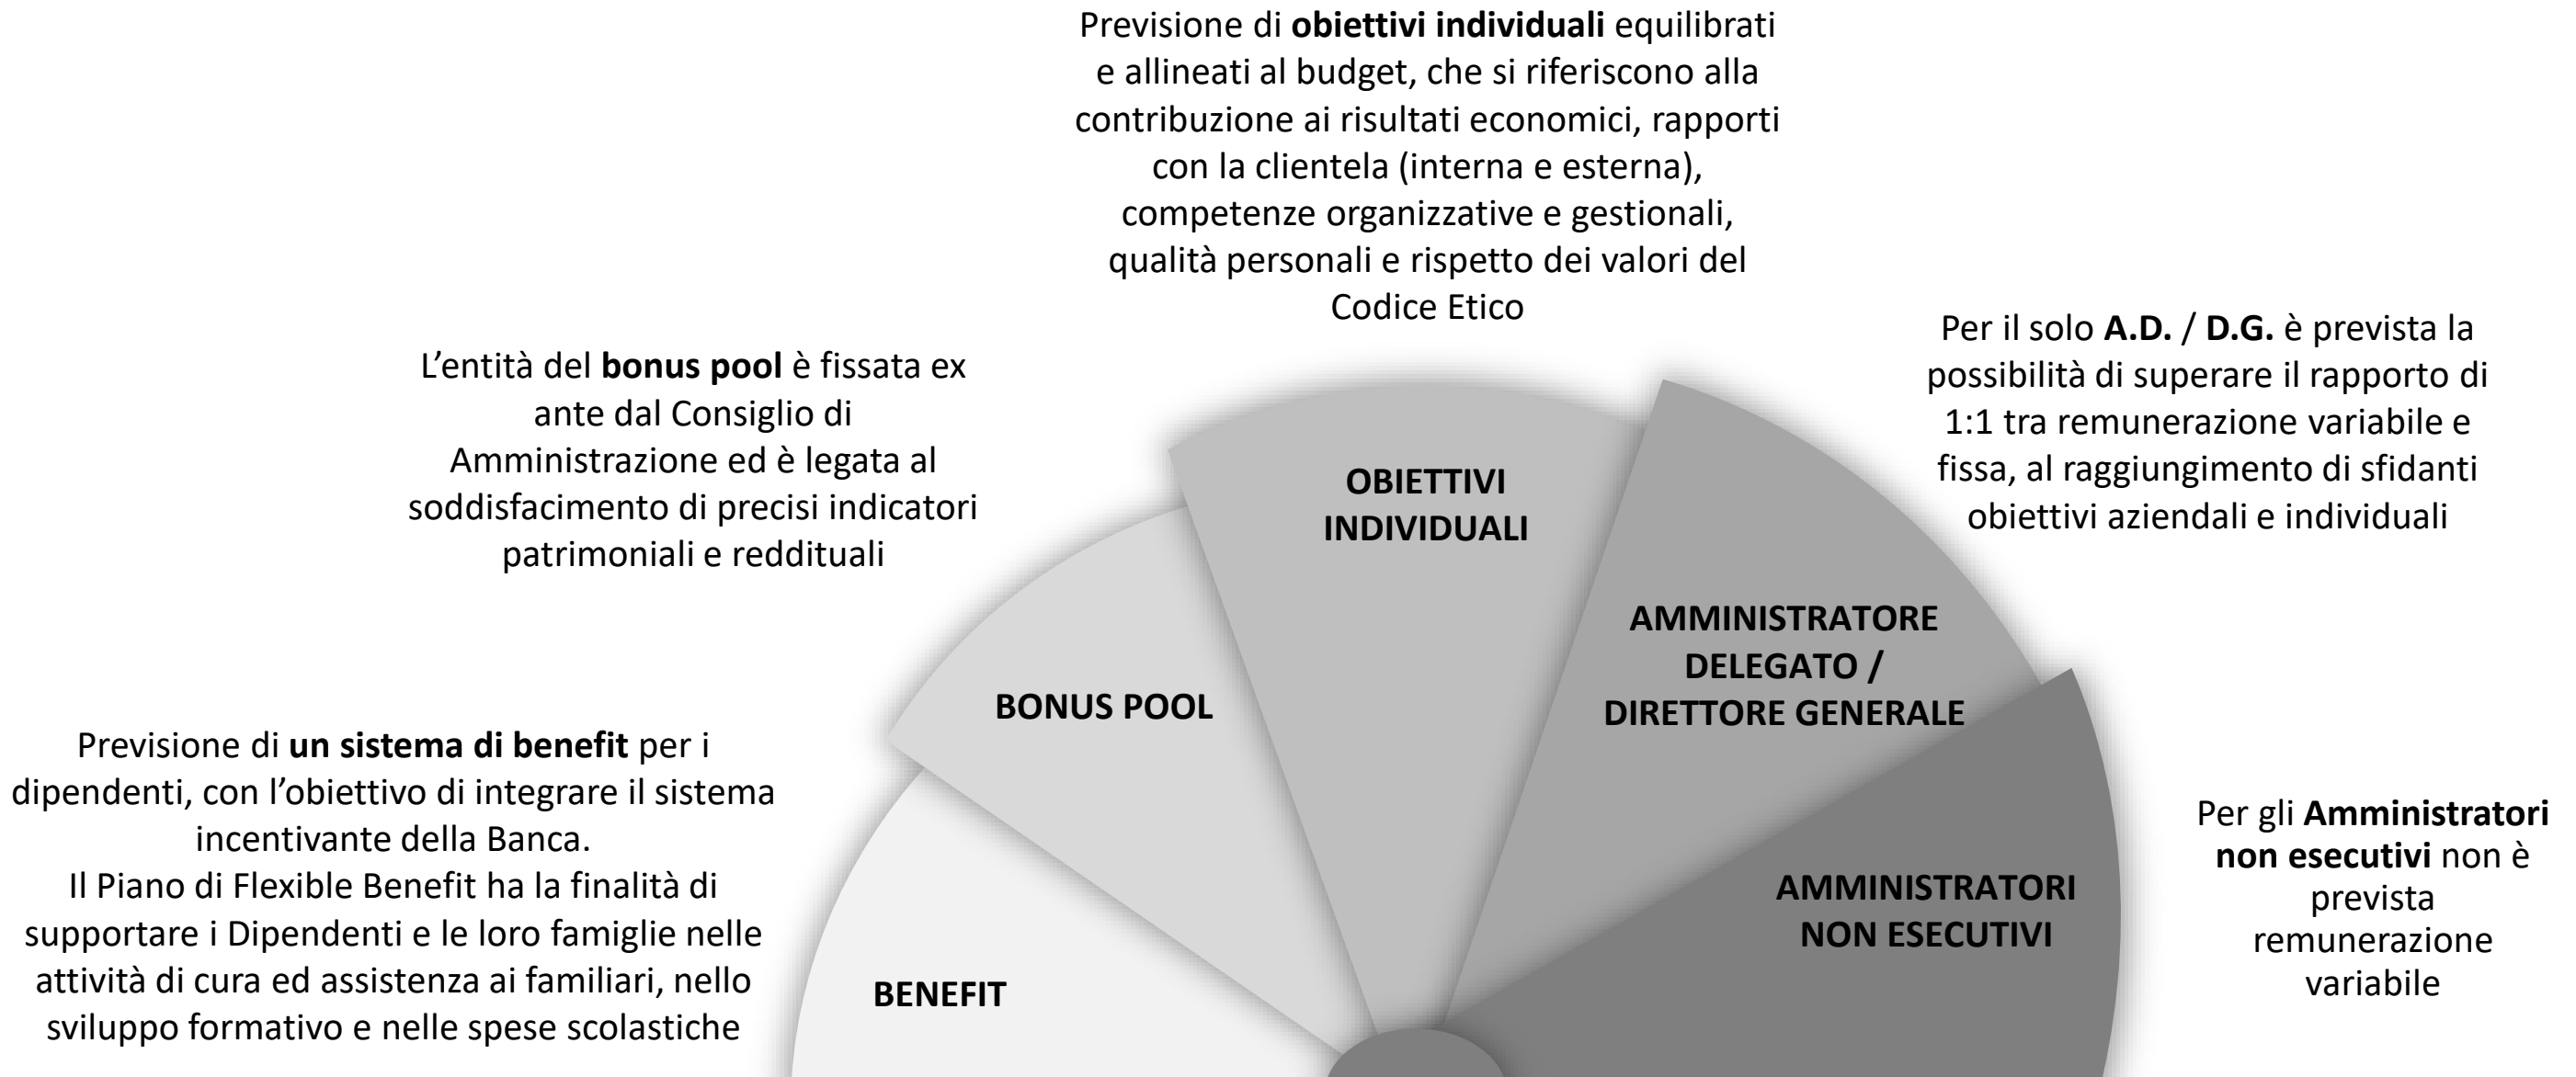 Previsione di obiettivi individuali equilibrati
e allineati al budget, che si riferiscono alla
contribuzione ai risultati economici, rapporti
con la clientela (interna e esterna),
competenze organizzative e gestionali,
qualità personali e rispetto dei valori del
Codice Etico
L’entità del bonus pool è fissata ex
ante dal Consiglio di
Amministrazione ed è legata al
soddisfacimento di precisi indicatori
patrimoniali e reddituali
Per il solo A.D. / D.G. è prevista la
possibilità di superare il rapporto di
1:1 tra remunerazione variabile e
fissa, al raggiungimento di sfidanti
obiettivi aziendali e individuali
OBIETTIVI
INDIVIDUALI
AMMINISTRATORE
DELEGATO /
DIRETTORE GENERALE
BONUS POOL
Previsione di un sistema di benefit per i
dipendenti, con l’obiettivo di integrare il sistema
incentivante della Banca.
Il Piano di Flexible Benefit ha la finalità di
supportare i Dipendenti e le loro famiglie nelle
attività di cura ed assistenza ai familiari, nello
sviluppo formativo e nelle spese scolastiche
BENEFIT
AMMINISTRATORI
NON ESECUTIVI
Per gli Amministratori
non esecutivi non è
prevista
remunerazione
variabile